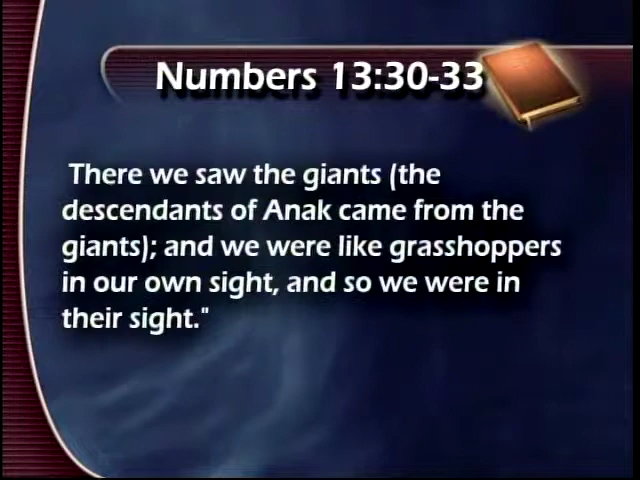 Numbers 13:30-33
There we saw the giants (the
descendants of Anak came from the
giants); and we were like grasshoppers
in our own sight, and so we were in
their sight."